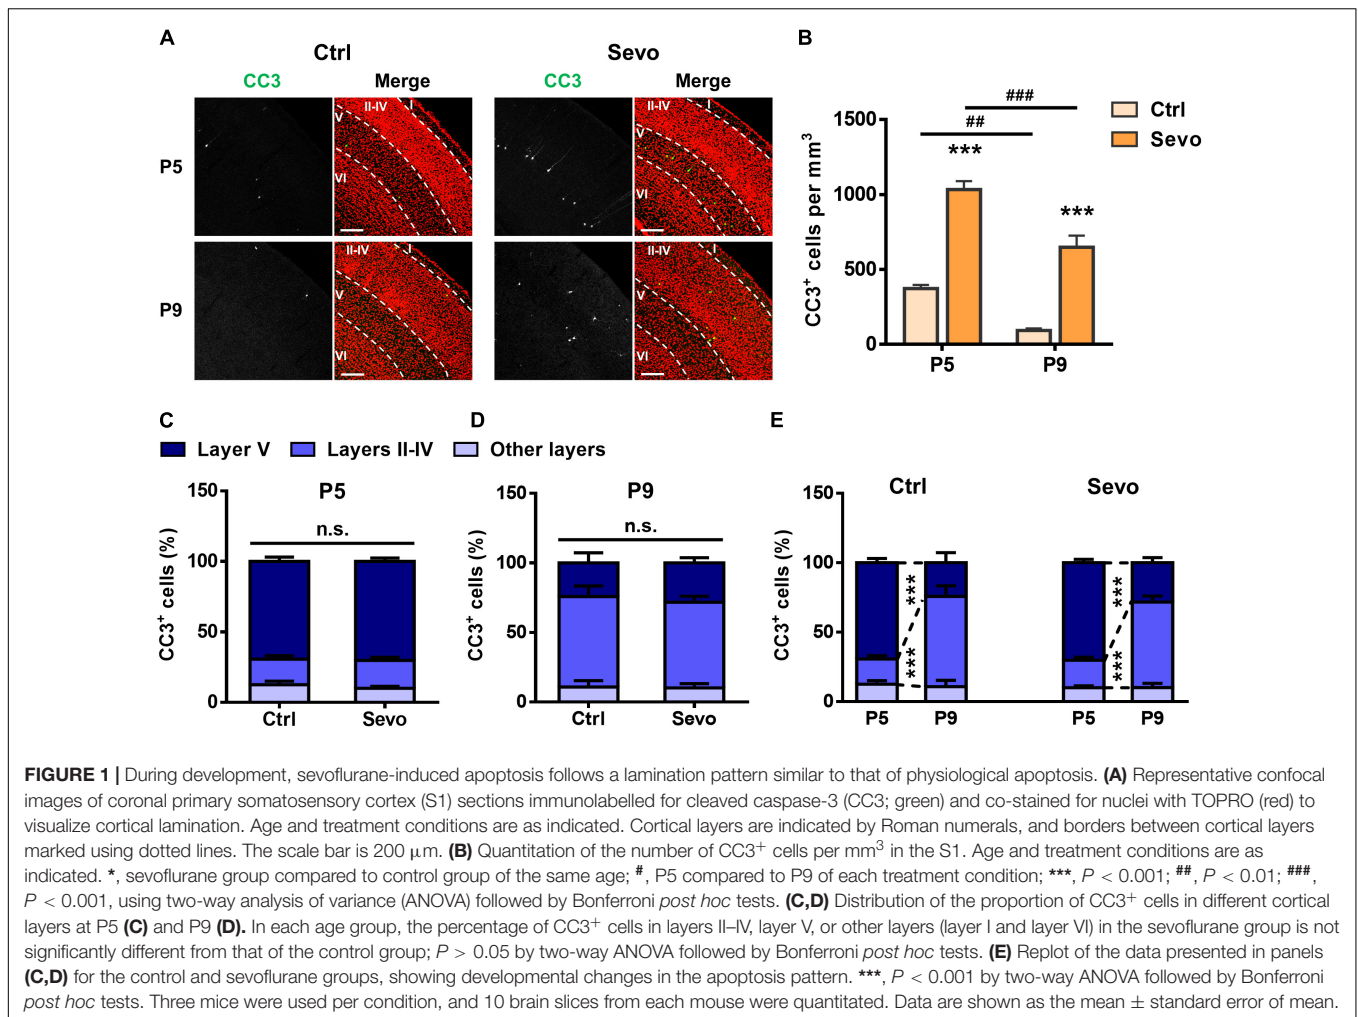 A
Ctrl
Sevo
CC3
Merge
CC3
Merge
P5
II-IV
I
V
VI
II-IV
I
V
VI
P9
II-IV
I
V
VI
II-IV
I
V
VI
B
Ctrl
Sevo
###
##
***
***
CC3+ cells per mm3
1500
1000
500
0
P5
P9
C
D
E
Layer V
Layers II-IV
Other layers
P5
n.s.
CC3+ cells (%)
150
100
50
0
Ctrl
Sevo
P9
n.s.
CC3+ cells (%)
150
100
50
0
Ctrl
Sevo
Ctrl
Sevo
CC3+ cells (%)
150
100
50
0
***
***
***
***
P5
P9
P5
P9
FIGURE 1 | During development, sevoflurane-induced apoptosis follows a lamination pattern similar to that of physiological apoptosis. (A) Representative confocal
images of coronal primary somatosensory cortex (S1) sections immunolabelled for cleaved caspase-3 (CC3; green) and co-stained for nuclei with TOPRO (red) to
visualize cortical lamination. Age and treatment conditions are as indicated. Cortical layers are indicated by Roman numerals, and borders between cortical layers
marked using dotted lines. The scale bar is 200 μm. (B) Quantitation of the number of CC3+ cells per mm3 in the S1. Age and treatment conditions are as
indicated. *, sevoflurane group compared to control group of the same age; #, P5 compared to P9 of each treatment condition; ***, P < 0.001; ##, P < 0.01; ###,
P < 0.001, using two-way analysis of variance (ANOVA) followed by Bonferroni post hoc tests. (C,D) Distribution of the proportion of CC3+ cells in different cortical
layers at P5 (C) and P9 (D). In each age group, the percentage of CC3+ cells in layers II–IV, layer V, or other layers (layer I and layer VI) in the sevoflurane group is not
significantly different from that of the control group; P > 0.05 by two-way ANOVA followed by Bonferroni post hoc tests. (E) Replot of the data presented in panels
(C,D) for the control and sevoflurane groups, showing developmental changes in the apoptosis pattern. ***, P < 0.001 by two-way ANOVA followed by Bonferroni
post hoc tests. Three mice were used per condition, and 10 brain slices from each mouse were quantitated. Data are shown as the mean ± standard error of mean.